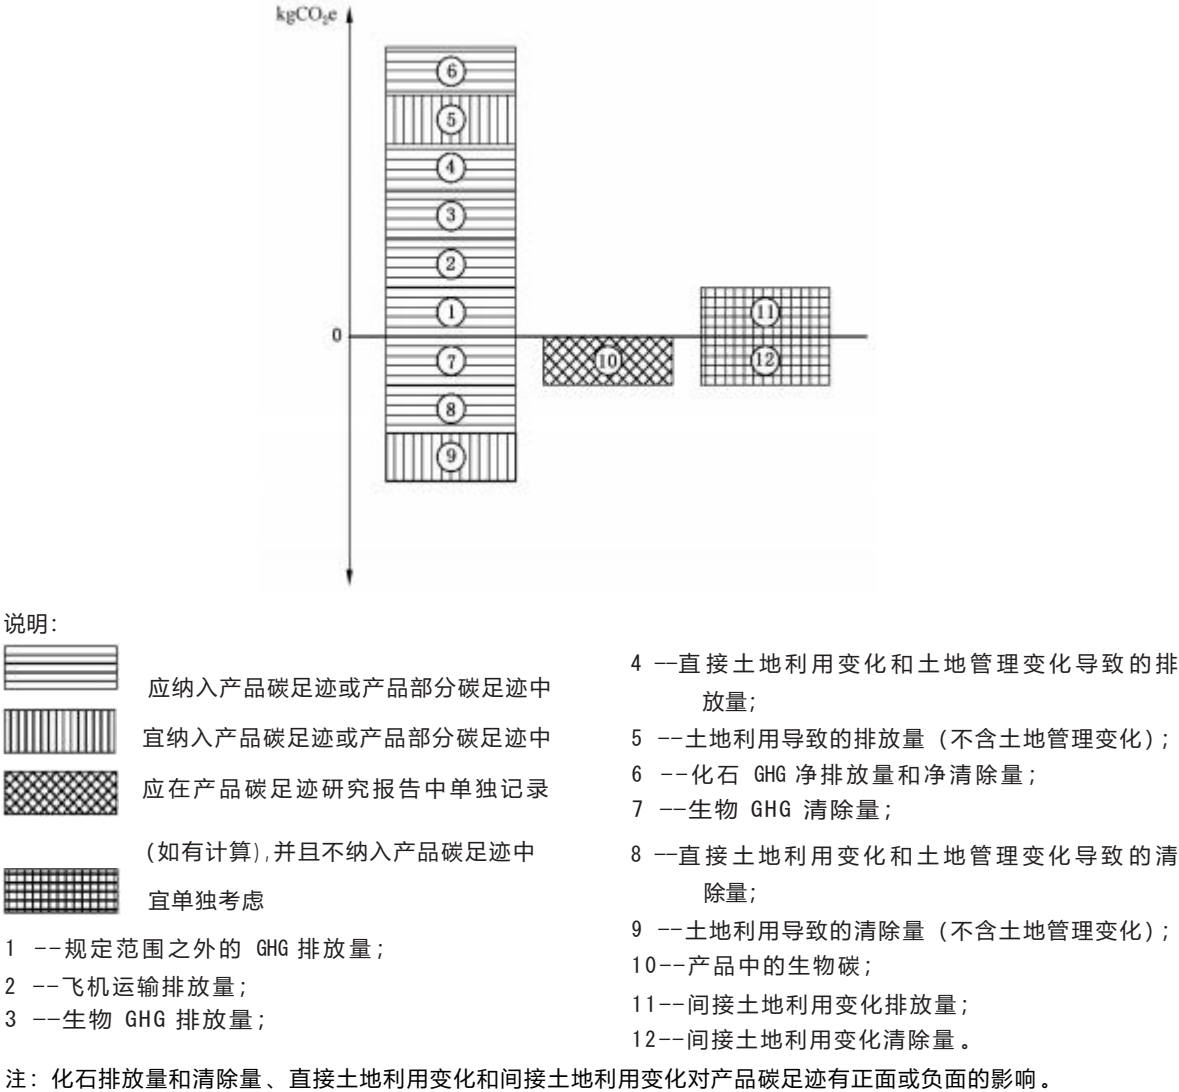 kgCO₂e
⑥
⑤
④
③
②
①
0
⑦
⑧
⑨
⑩
⑪
⑫
说明:
应纳入产品碳足迹或产品部分碳足迹中
宜纳入产品碳足迹或产品部分碳足迹中
应在产品碳足迹研究报告中单独记录
(如有计算),并且不纳入产品碳足迹中
宜单独考虑
1 --规定范围之外的 GHG 排放量;
2 --飞机运输排放量;
3 --生物 GHG 排放量;
4 --直接土地利用变化和土地管理变化导致的排
放量;
5 --土地利用导致的排放量 (不含土地管理变化);
6 --化石 GHG 净排放量和净清除量;
7 --生物 GHG 清除量;
8 --直接土地利用变化和土地管理变化导致的清
除量;
9 --土地利用导致的清除量 (不含土地管理变化);
10--产品中的生物碳;
11--间接土地利用变化排放量;
12--间接土地利用变化清除量。
注: 化石排放量和清除量、直接土地利用变化和间接土地利用变化对产品碳足迹有正面或负面的影响。